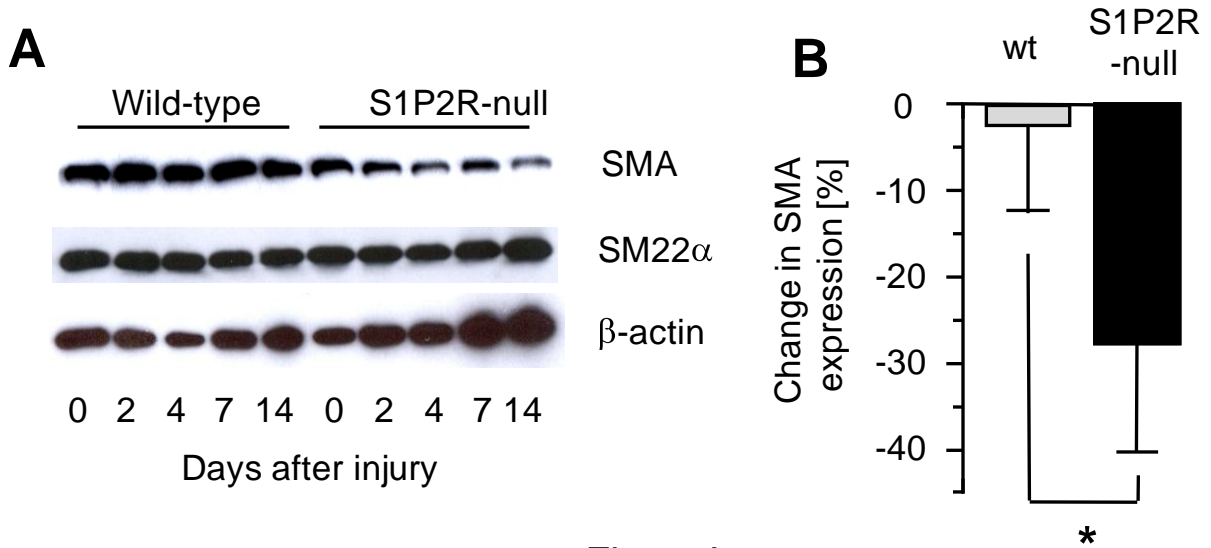 A
Wild-type S1P2R-null
SMA
SM22α
β-actin
0 2 4 7 14 0 2 4 7 14
Days after injury
B
wt S1P2R
-null
0
-10
-20
-30
-40
Change in SMA
expression [%]
*